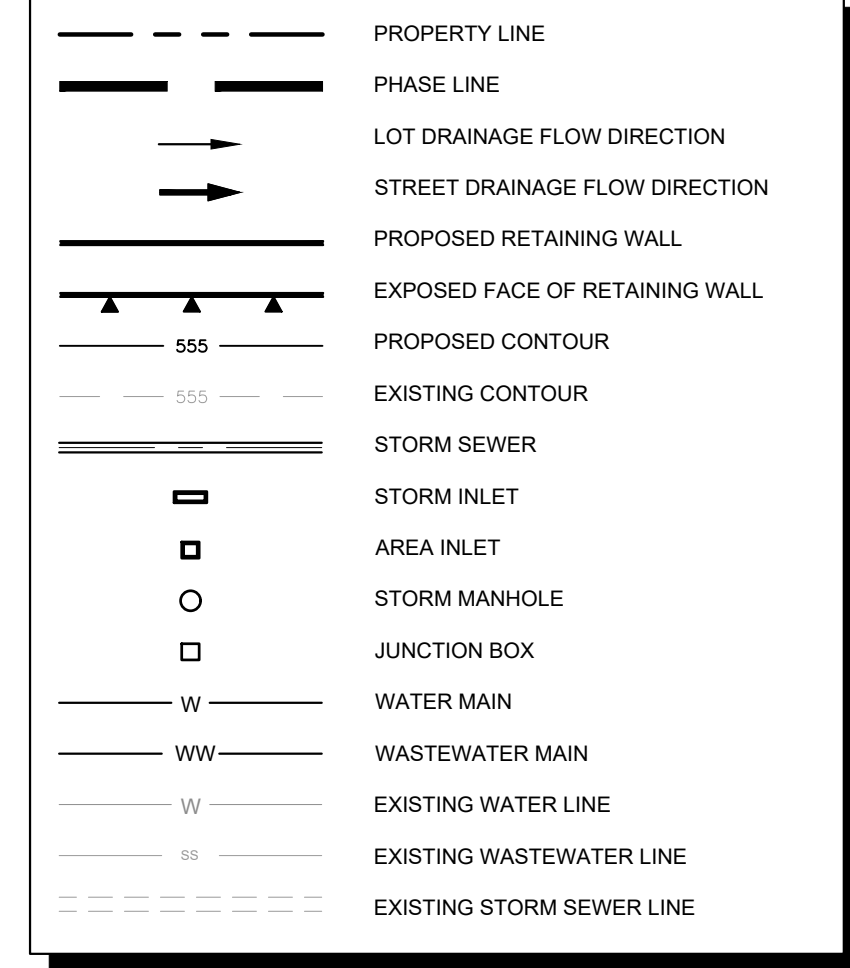 PROPERTY LINE
PHASE LINE
LOT DRAINAGE FLOW DIRECTION
STREET DRAINAGE FLOW DIRECTION
PROPOSED RETAINING WALL
EXPOSED FACE OF RETAINING WALL
555 PROPOSED CONTOUR
555 EXISTING CONTOUR
STORM SEWER
STORM INLET
AREA INLET
STORM MANHOLE
JUNCTION BOX
W WATER MAIN
WW WASTEWATER MAIN
W EXISTING WATER LINE
SS EXISTING WASTEWATER LINE
EXISTING STORM SEWER LINE